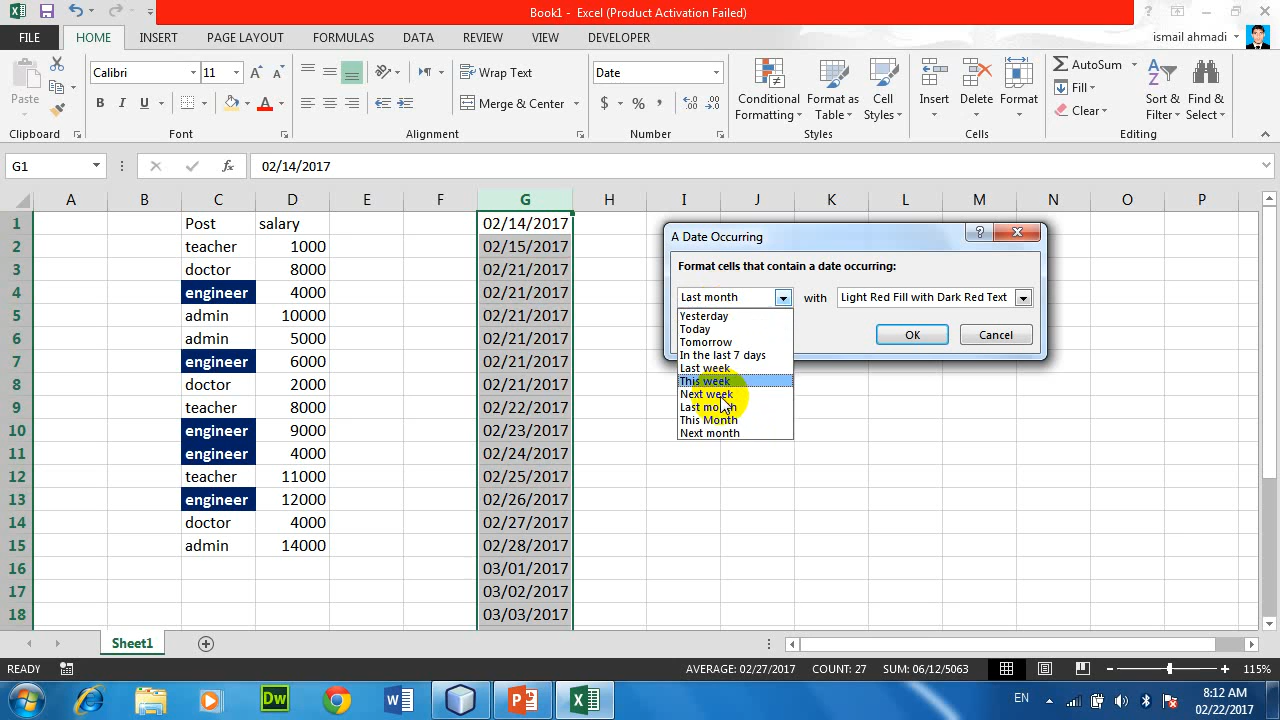 Book1 - Excel (Product Activation Failed)
FILE HOME INSERT PAGE LAYOUT FORMULAS DATA REVIEW VIEW DEVELOPER ismail ahmadi
Paste
Clipboard
Calibri 11
B I U
Font
Wrap Text
Merge & Center
Alignment
Date
$ % ,
Number
Conditional Formatting
Format as Table
Cell Styles
Styles
Insert Delete Format
Cells
AutoSum
Fill
Clear
Sort & Filter
Find & Select
Editing
G1 fx 02/14/2017
A B C D E F G H I J K L M N O P
1 Post salary 02/14/2017
2 teacher 1000 02/15/2017
3 doctor 8000 02/21/2017
4 engineer 4000 02/21/2017
5 admin 10000 02/21/2017
6 admin 5000 02/21/2017
7 engineer 6000 02/21/2017
8 doctor 2000 02/21/2017
9 teacher 8000 02/22/2017
10 engineer 9000 02/23/2017
11 engineer 4000 02/24/2017
12 teacher 11000 02/25/2017
13 engineer 12000 02/26/2017
14 doctor 4000 02/27/2017
15 admin 14000 02/28/2017
16 03/01/2017
17 03/02/2017
18 03/03/2017
A Date Occurring ?
Format cells that contain a date occurring:
Last month with Light Red Fill with Dark Red Text
OK Cancel
Yesterday
Today
Tomorrow
In the last 7 days
Last week
This week
Next week
Last month
This Month
Next month
Sheet1
READY AVERAGE: 02/27/2017 COUNT: 27 SUM: 06/12/5063 115%
Dw
EN
8:12 AM
02/22/2017